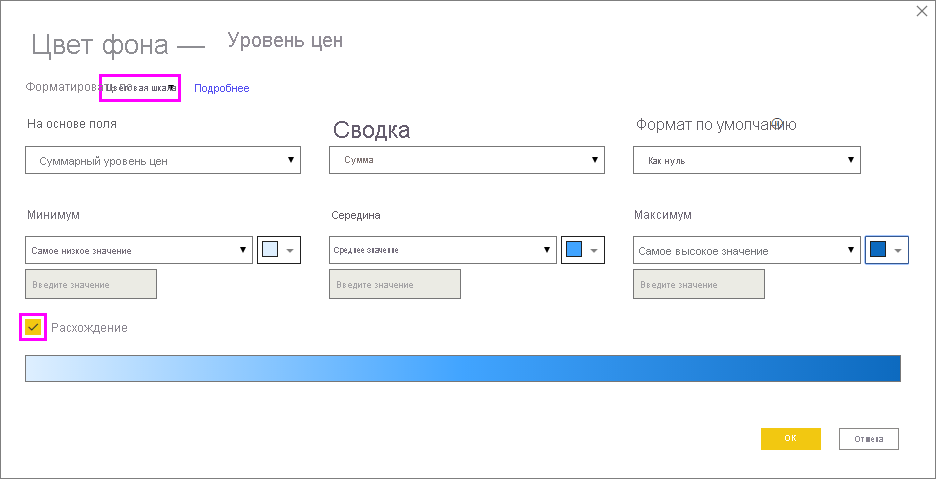 Цвет фона — Уровень цен
Форматировать по Цветовая шкала Подробнее
На основе поля Сводка Формат по умолчанию
Суммарный уровень цен Сумма Как нуль
Минимум Середина Максимум
Самое низкое значение Среднее значение Самое высокое значение
Введите значение Введите значение Введите значение
Расхождение
ОК Отмена